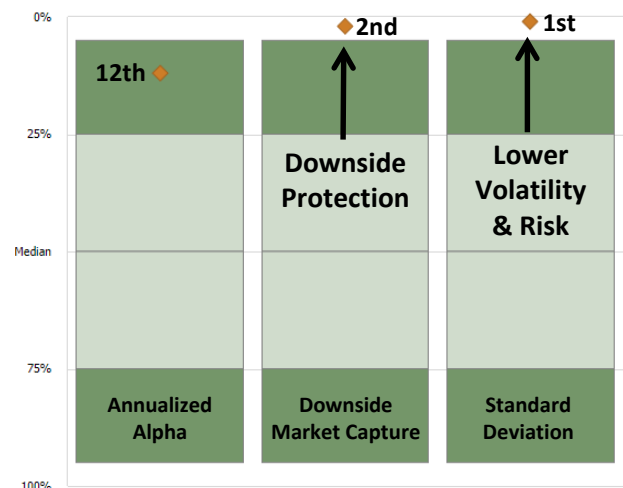 0%
2nd
1st
12th
25%
Downside
Protection
Lower
Volatility
& Risk
Median
75%
Annualized
Alpha
Downside
Market Capture
Standard
Deviation
100%